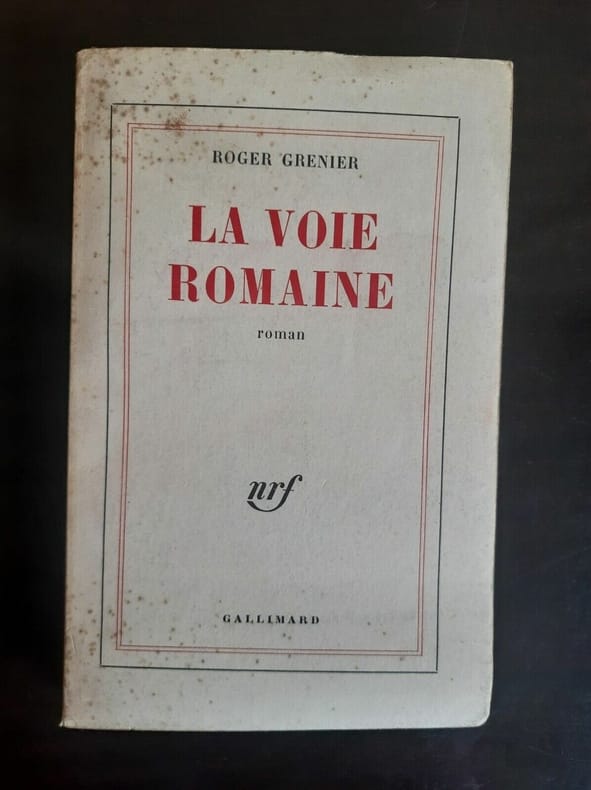 ROGER GRENIER
LA VOIE
ROMAINE
roman
nrf
GALLIMARD